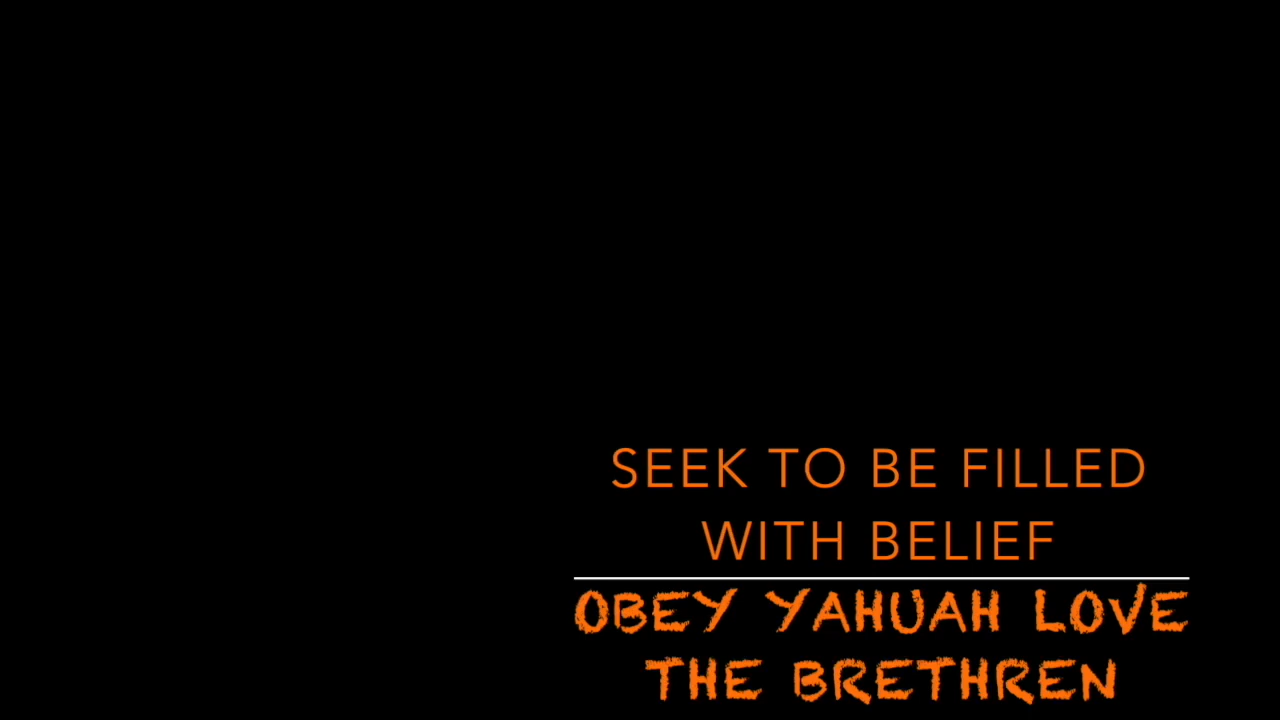 SEEK TO BE FILLED
WITH BELIEF
OBEY YAHUAH LOVE
THE BRETHREN